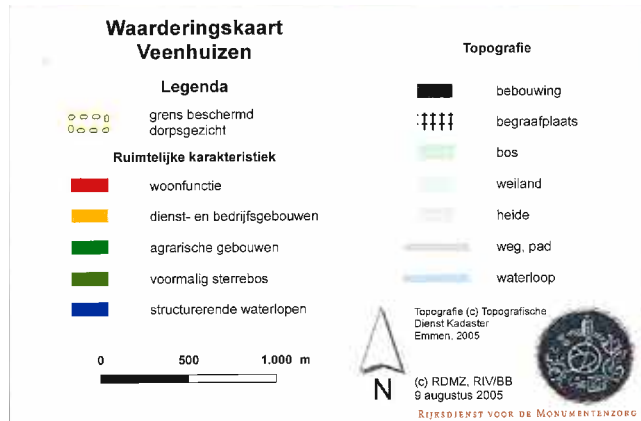 Waarderingskaart
Veenhuizen
Legenda
grens beschermd
dorpsgezicht
Ruimtelijke karakteristiek
woonfunctie
dienst- en bedrijfsgebouwen
agrarische gebouwen
voormalig sterrebos
structurerende waterlopen
0 500 1.000 m
Topografie
bebouwing
begraafplaats
bos
weiland
heide
weg, pad
waterloop
Topografie (c) Topografische
Dienst Kadaster
Emmen, 2005
N
(c) RDMZ, RIV/BB
9 augustus 2005
RIJKSDIENST VOOR DE MONUMENTENZORG